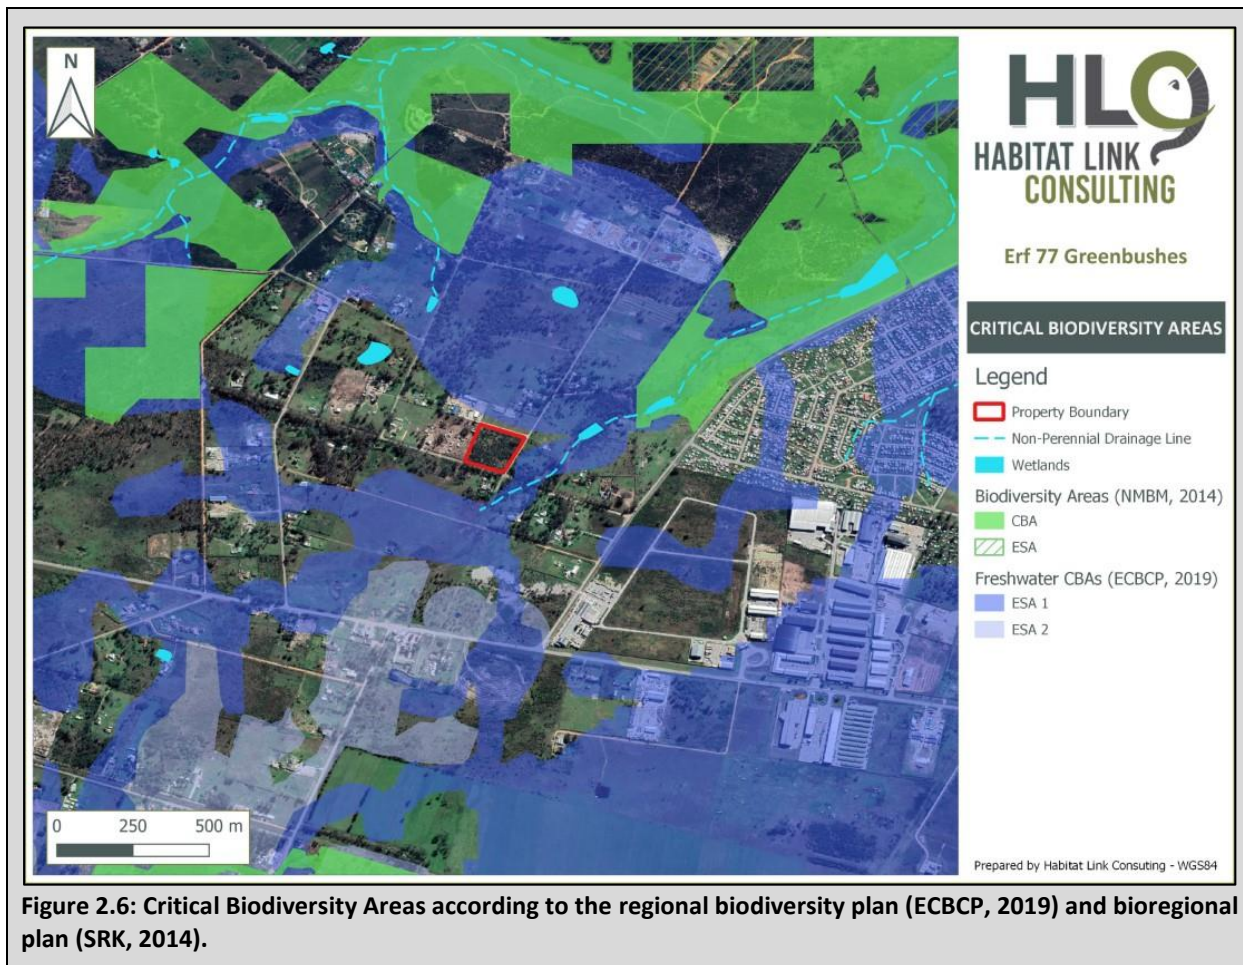 N
HLC
HABITAT LINK
CONSULTING
Erf 77 Greenbushes
CRITICAL BIODIVERSITY AREAS
Legend
Property Boundary
Non-Perennial Drainage Line
Wetlands
Biodiversity Areas (NMBM, 2014)
CBA
ESA
Freshwater CBAs (ECBCP, 2019)
ESA 1
ESA 2
0 250 500 m
Prepared by Habitat Link Consuting - WGS84
Figure 2.6: Critical Biodiversity Areas according to the regional biodiversity plan (ECBCP, 2019) and bioregional
plan (SRK, 2014).